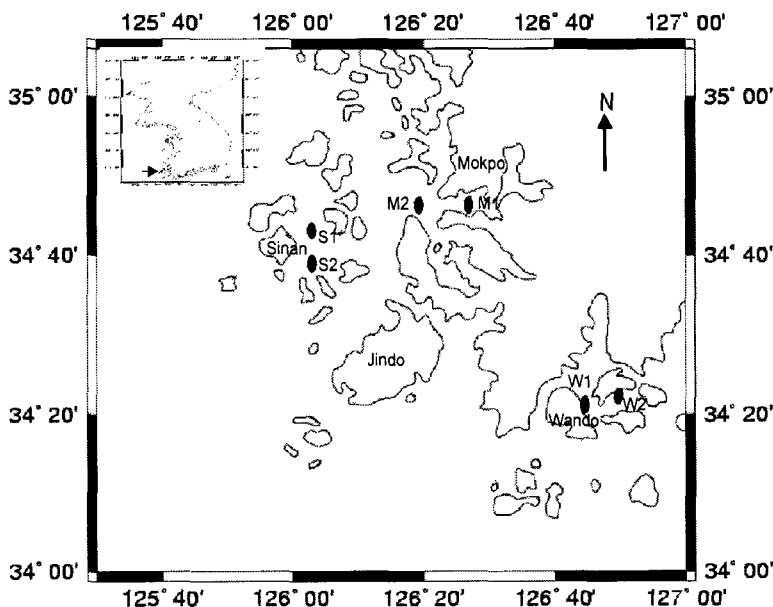 125° 40' 126° 00' 126° 20' 126° 40' 127° 00'
35° 00' 35° 00'
N
Mokpo
M2 M1
S1
34° 40' Sinan 34° 40'
S2
Jindo
2
W1
W2
34° 20' Wando 34° 20'
34° 00' 34° 00'
125° 40' 126° 00' 126° 20' 126° 40' 127° 00'